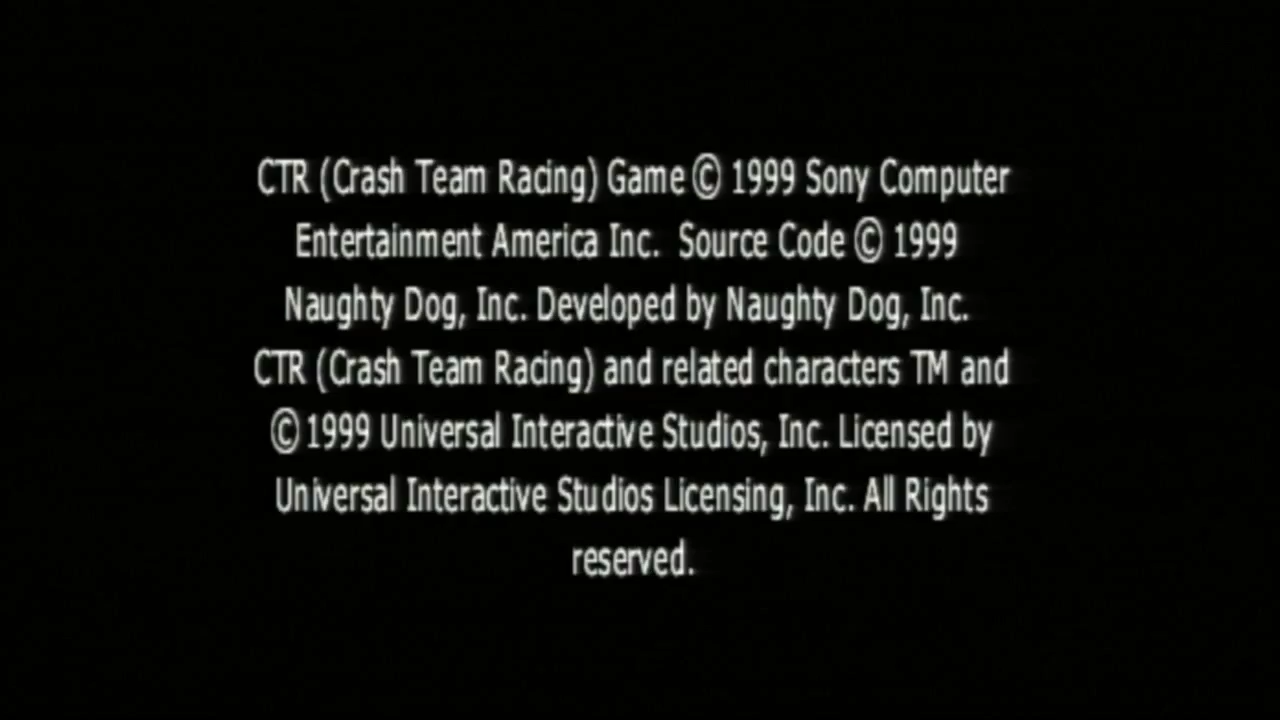 CTR (Crash Team Racing) Game © 1999 Sony Computer
Entertainment America Inc.  Source Code © 1999
Naughty Dog, Inc. Developed by Naughty Dog, Inc.
CTR (Crash Team Racing) and related characters TM and
© 1999 Universal Interactive Studios, Inc. Licensed by
Universal Interactive Studios Licensing, Inc. All Rights
reserved.